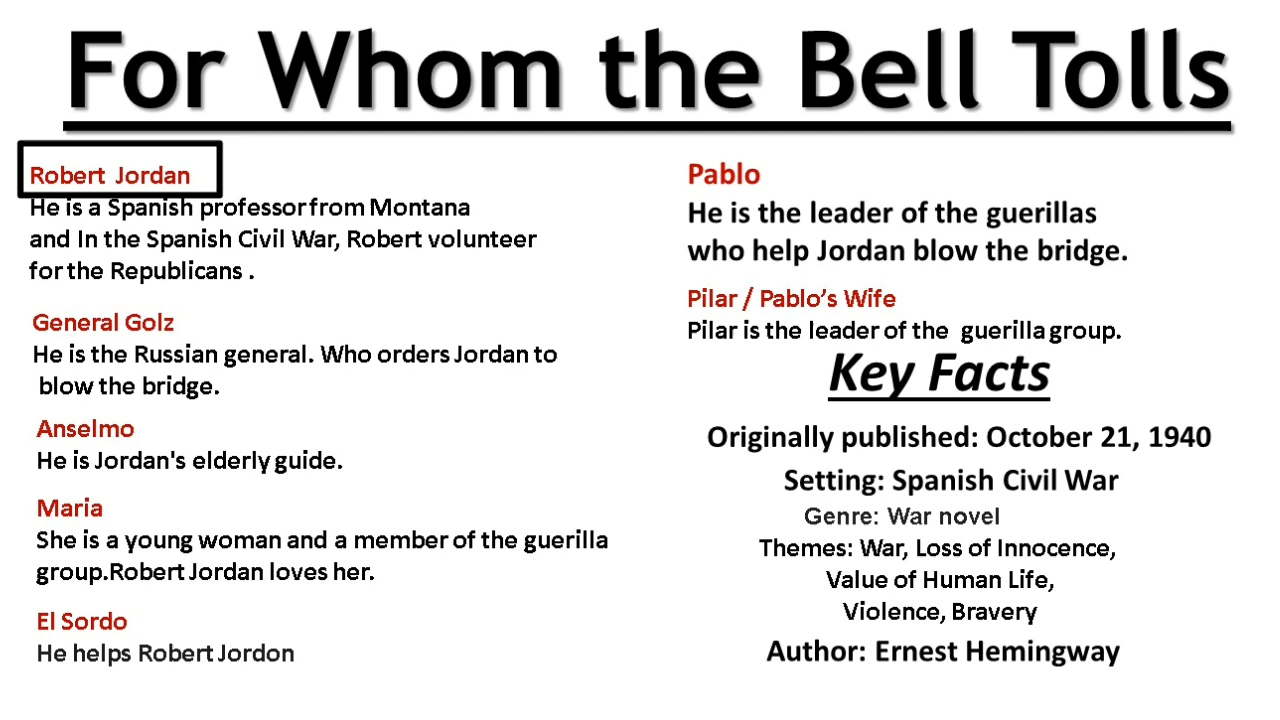 For Whom the Bell Tolls
Robert Jordan
He is a Spanish professor from Montana
and In the Spanish Civil War, Robert volunteer
for the Republicans .
General Golz
He is the Russian general. Who orders Jordan to
blow the bridge.
Anselmo
He is Jordan's elderly guide.
Maria
She is a young woman and a member of the guerilla
group.Robert Jordan loves her.
El Sordo
He helps Robert Jordon
Pablo
He is the leader of the guerillas
who help Jordan blow the bridge.
Pilar / Pablo’s Wife
Pilar is the leader of the guerilla group.
Key Facts
Originally published: October 21, 1940
Setting: Spanish Civil War
Genre: War novel
Themes: War, Loss of Innocence,
Value of Human Life,
Violence, Bravery
Author: Ernest Hemingway